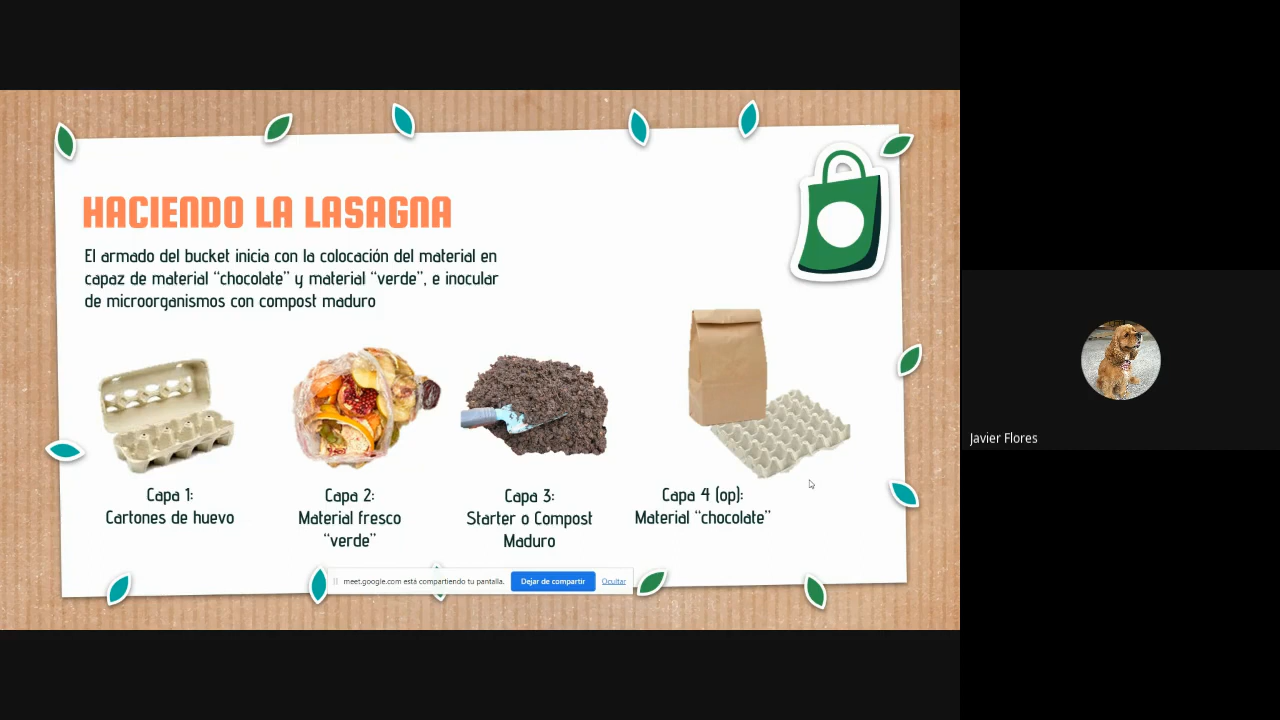 HACIENDO LA LASAGNA
El armado del bucket inicia con la colocación del material en
capaz de material “chocolate” y material “verde”, e inocular
de microorganismos con compost maduro
Capa 1:
Cartones de huevo
Capa 2:
Material fresco
“verde”
Capa 3:
Starter o Compost
Maduro
Capa 4 (op):
Material “chocolate”
meet.google.com está compartiendo tu pantalla.
Dejar de compartir
Ocultar
Javier Flores